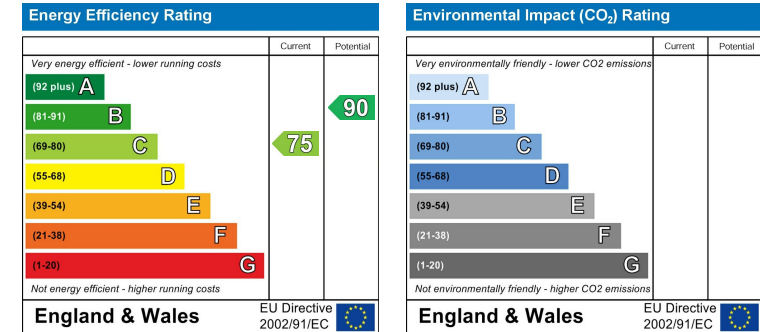 Energy Efficiency Rating
Current Potential
Very energy efficient - lower running costs
(92 plus) A
(81-91) B
90
(69-80) C
75
(55-68) D
(39-54) E
(21-38) F
(1-20) G
Not energy efficient - higher running costs
England & Wales
EU Directive
2002/91/EC
Environmental Impact (CO₂) Rating
Current Potential
Very environmentally friendly - lower CO2 emissions
(92 plus) A
(81-91) B
(69-80) C
(55-68) D
(39-54) E
(21-38) F
(1-20) G
Not environmentally friendly - higher CO2 emissions
England & Wales
EU Directive
2002/91/EC